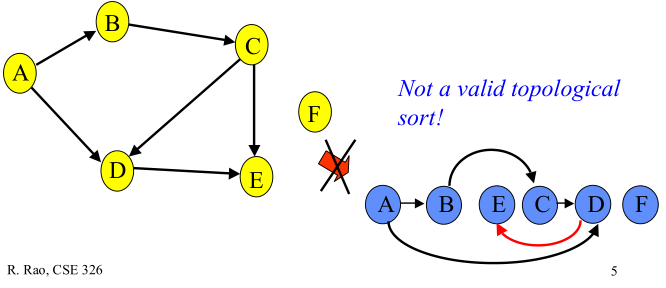 B
C
A
D
E
F
Not a valid topological
sort!
A B E C D F
R. Rao, CSE 326
5